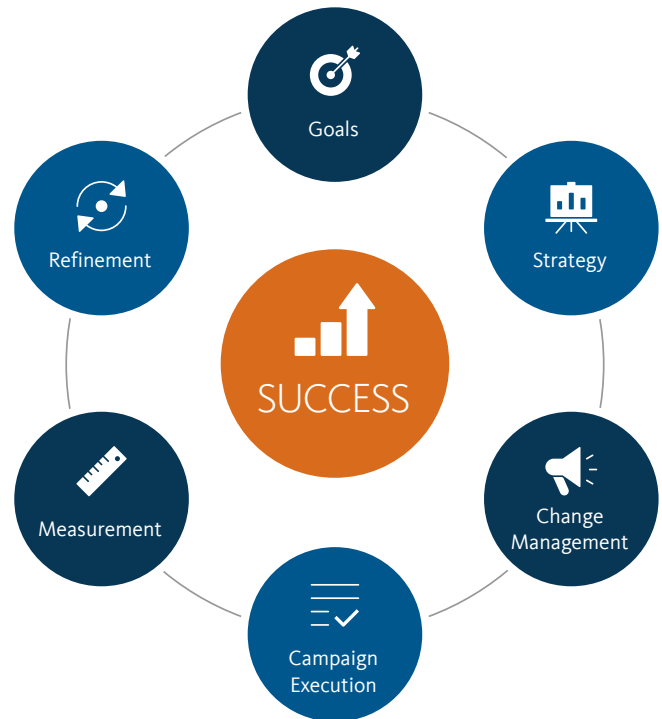 Goals
Strategy
Change
Management
Campaign
Execution
Measurement
Refinement
SUCCESS